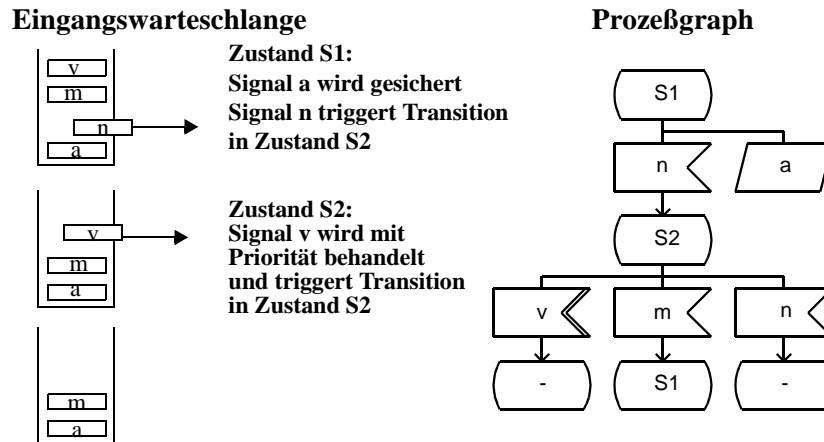 Eingangswarteschlange
Prozeßgraph
v
m
n
a
Zustand S1:
Signal a wird gesichert
Signal n triggert Transition
in Zustand S2
v
m
a
Zustand S2:
Signal v wird mit
Priorität behandelt
und triggert Transition
in Zustand S2
m
a
S1
n
a
S2
v
m
n
-
S1
-